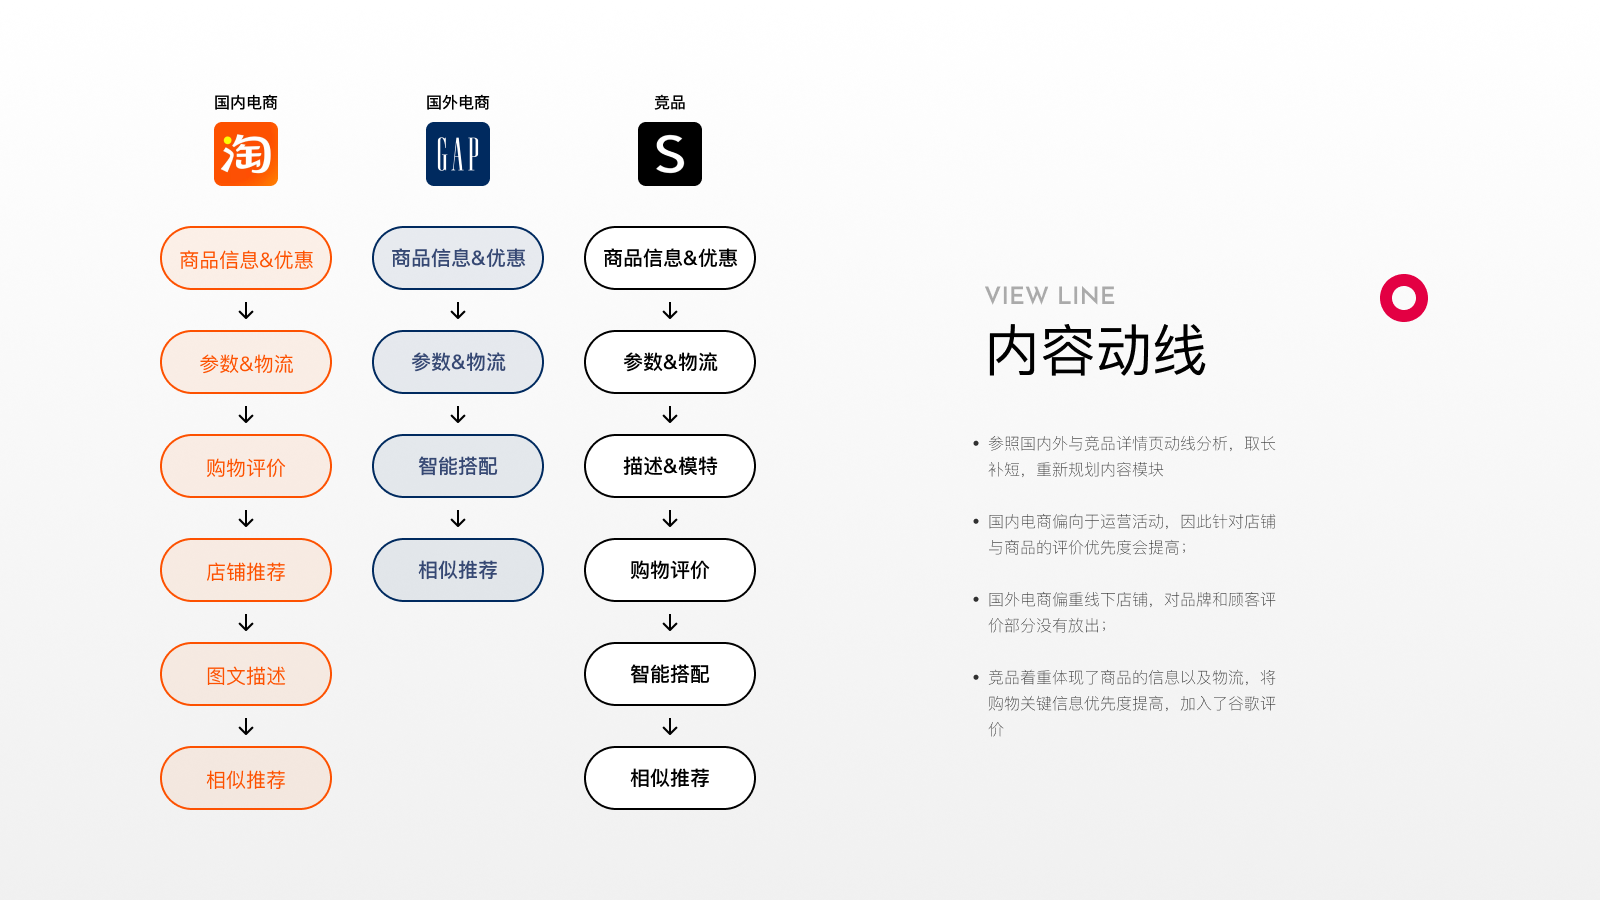 国内电商
淘
商品信息&优惠
参数&物流
购物评价
店铺推荐
图文描述
相似推荐
国外电商
GAP
商品信息&优惠
参数&物流
智能搭配
相似推荐
竞品
S
商品信息&优惠
参数&物流
描述&模特
购物评价
智能搭配
相似推荐
VIEW LINE
内容动线
• 参照国内外与竞品详情页动线分析，取长
补短，重新规划内容模块
• 国内电商偏向于运营活动，因此针对店铺
与商品的评价优先度会提高；
• 国外电商偏重线下店铺，对品牌和顾客评
价部分没有放出；
• 竞品着重体现了商品的信息以及物流，将
购物关键信息优先度提高，加入了谷歌评
价